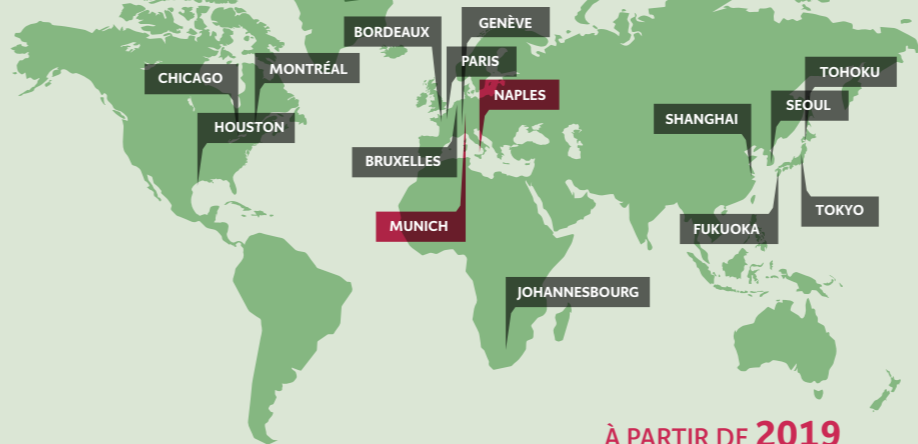 BORDEAUX
GENÈVE
PARIS
CHICAGO
MONTRÉAL
NAPLES
TOHOKU
SEOUL
SHANGHAI
HOUSTON
BRUXELLES
MUNICH
TOKYO
FUKUOKA
JOHANNESBOURG
À PARTIR DE 2019